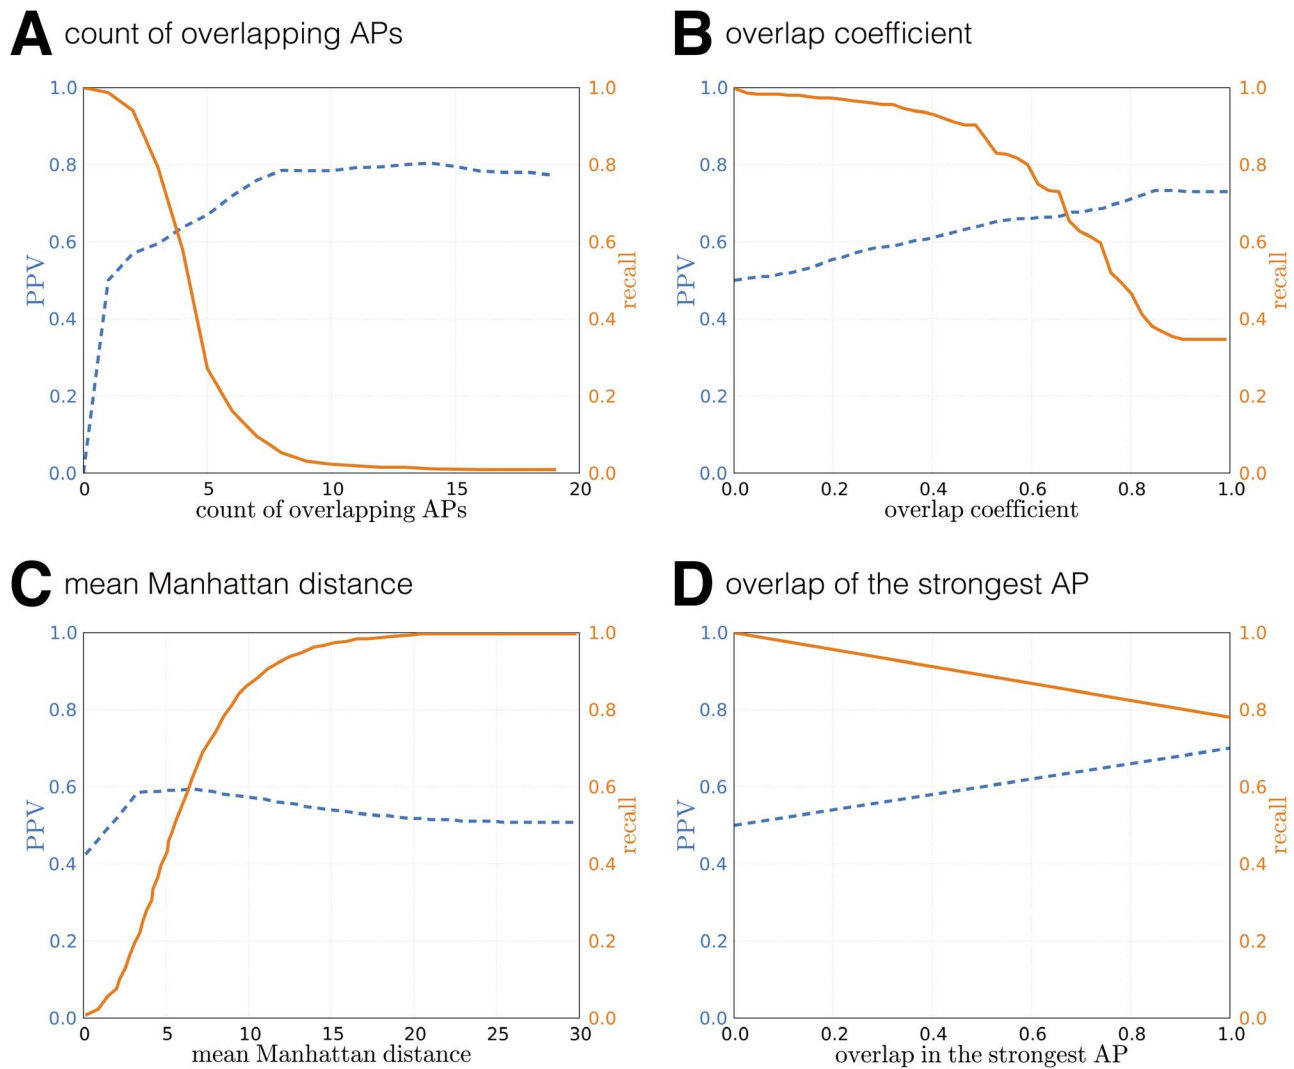 A count of overlapping APs
B overlap coefficient
1.0 1.0
0.8 0.8
0.6 0.6
0.4 0.4
0.2 0.2
0.0 0.0
PPV
recall
0 5 10 15 20
count of overlapping APs
1.0 1.0
0.8 0.8
0.6 0.6
0.4 0.4
0.2 0.2
0.0 0.0
PPV
recall
0.0 0.2 0.4 0.6 0.8 1.0
overlap coefficient
C mean Manhattan distance
D overlap of the strongest AP
1.0 1.0
0.8 0.8
0.6 0.6
0.4 0.4
0.2 0.2
0.0 0.0
PPV
recall
0 5 10 15 20 25 30
mean Manhattan distance
1.0 1.0
0.8 0.8
0.6 0.6
0.4 0.4
0.2 0.2
0.0 0.0
PPV
recall
0.0 0.2 0.4 0.6 0.8 1.0
overlap in the strongest AP